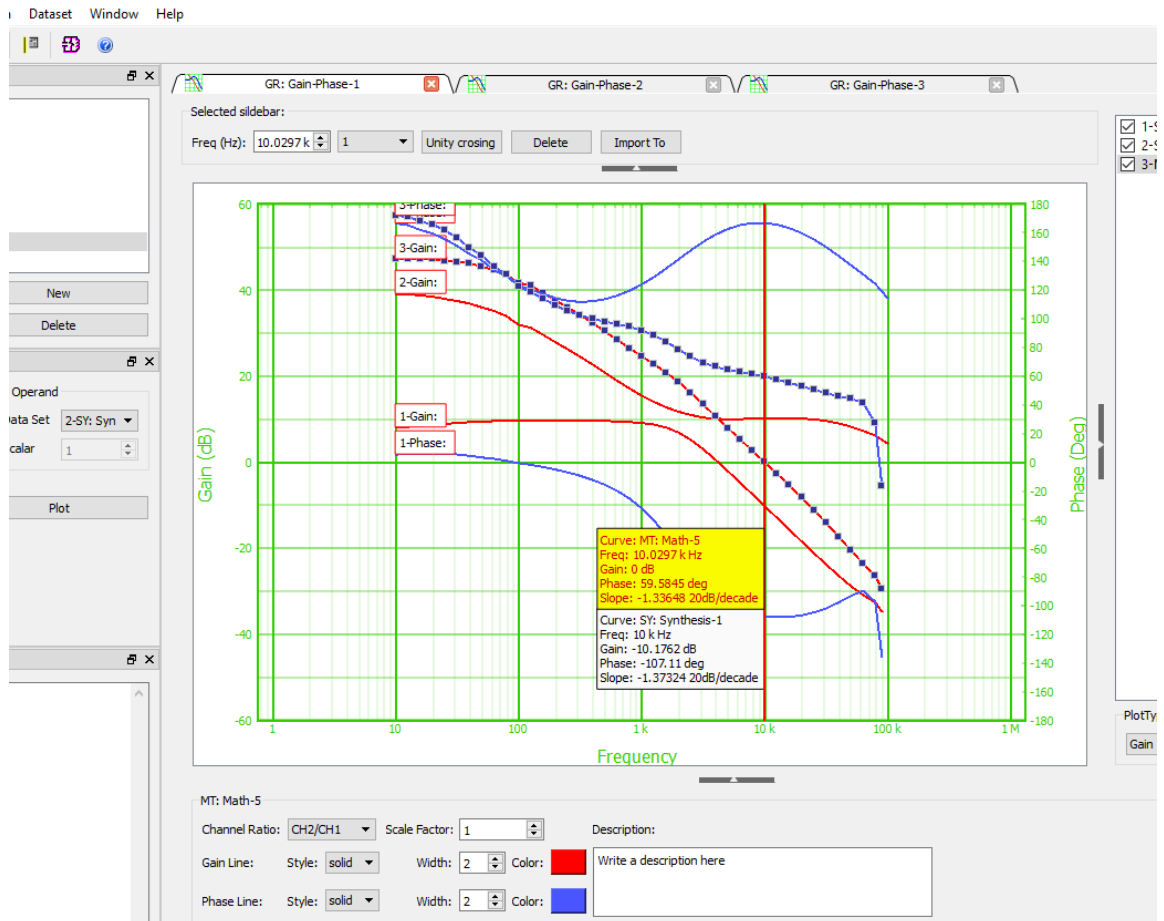 Dataset Window Help
GR: Gain-Phase-1
GR: Gain-Phase-2
GR: Gain-Phase-3
Selected sildebar:
Freq (Hz): 10.0297 k 1 Unity crosing Delete Import To
New
Delete
Operand
Data Set 2-SY: Syn
calar 1
Plot
60
40
20
0
-20
-40
-60
Gain (dB)
3-Phase:
3-Gain:
2-Gain:
1-Gain:
1-Phase:
Curve: MT: Math-5
Freq: 10.0297 k Hz
Gain: 0 dB
Phase: 59.5845 deg
Slope: -1.33648 20dB/decade
Curve: SY: Synthesis-1
Freq: 10 k Hz
Gain: -10.1762 dB
Phase: -107.11 deg
Slope: -1.37324 20dB/decade
180
160
140
120
100
80
60
40
20
0
-20
-40
-60
-80
-100
-120
-140
-160
-180
Phase (Deg)
1 100 1 k 10 k 100 k 1 M
Frequency
1-S
2-S
3-M
PlotTy
Gain
MT: Math-5
Channel Ratio: CH2/CH1 Scale Factor: 1 Description:
Gain Line: Style: solid Width: 2 Color: Write a description here
Phase Line: Style: solid Width: 2 Color: